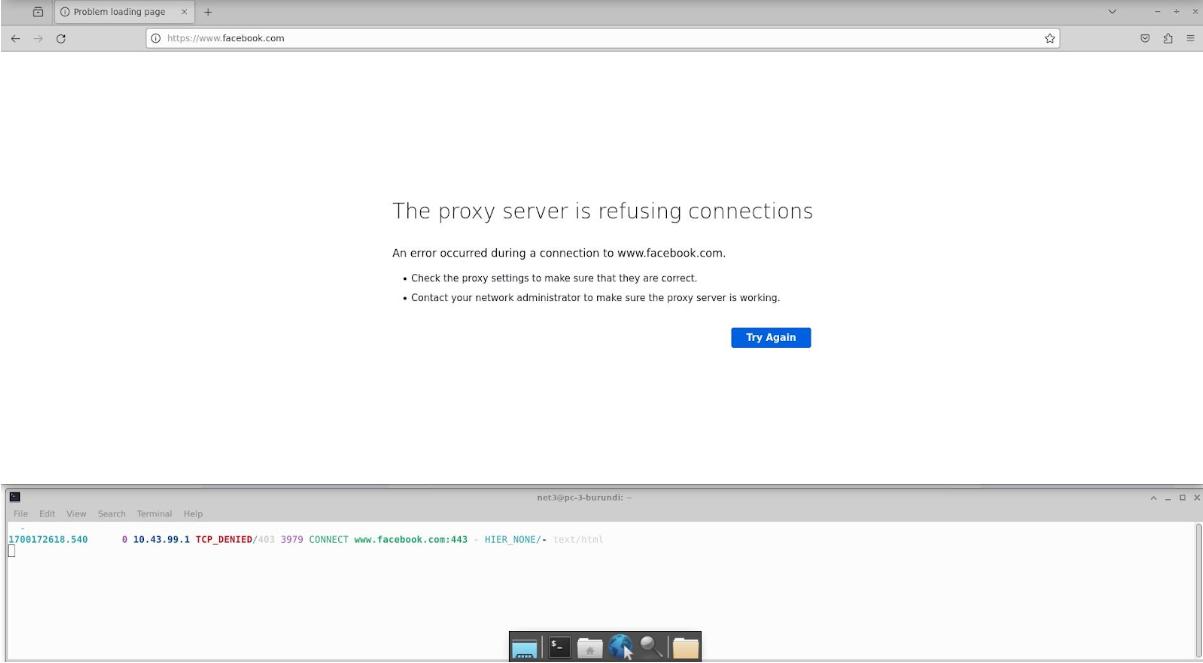 Problem loading page
https://www.facebook.com
The proxy server is refusing connections
An error occurred during a connection to www.facebook.com.
• Check the proxy settings to make sure that they are correct.
• Contact your network administrator to make sure the proxy server is working.
Try Again
net3@pc-3-burundi: ~
File Edit View Search Terminal Help
-
1700172618.540 0 10.43.99.1 TCP_DENIED/403 3979 CONNECT www.facebook.com:443 - HIER_NONE/- text/html
$_